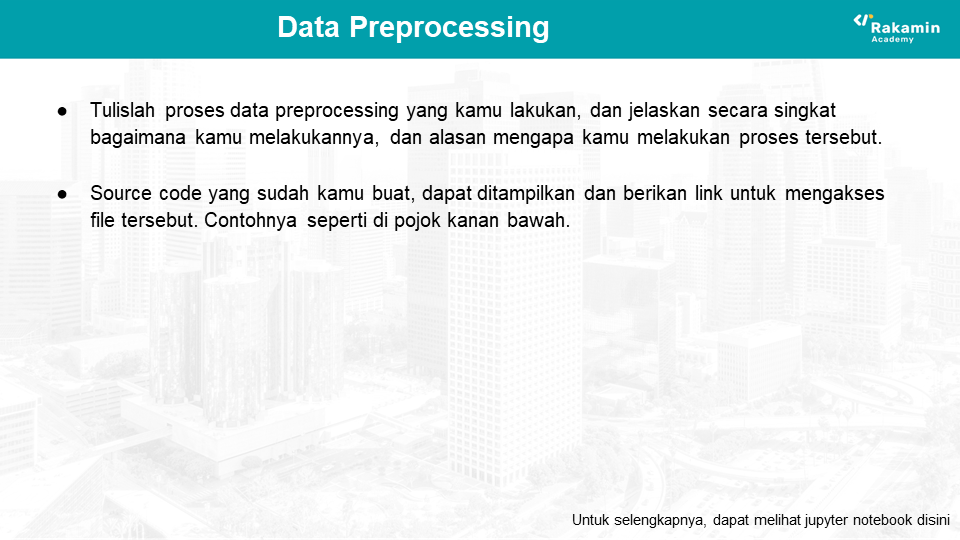 Data Preprocessing
Rakamin
Academy
● Tulislah proses data preprocessing yang kamu lakukan, dan jelaskan secara singkat
bagaimana kamu melakukannya, dan alasan mengapa kamu melakukan proses tersebut.
● Source code yang sudah kamu buat, dapat ditampilkan dan berikan link untuk mengakses
file tersebut. Contohnya seperti di pojok kanan bawah.
Untuk selengkapnya, dapat melihat jupyter notebook disini